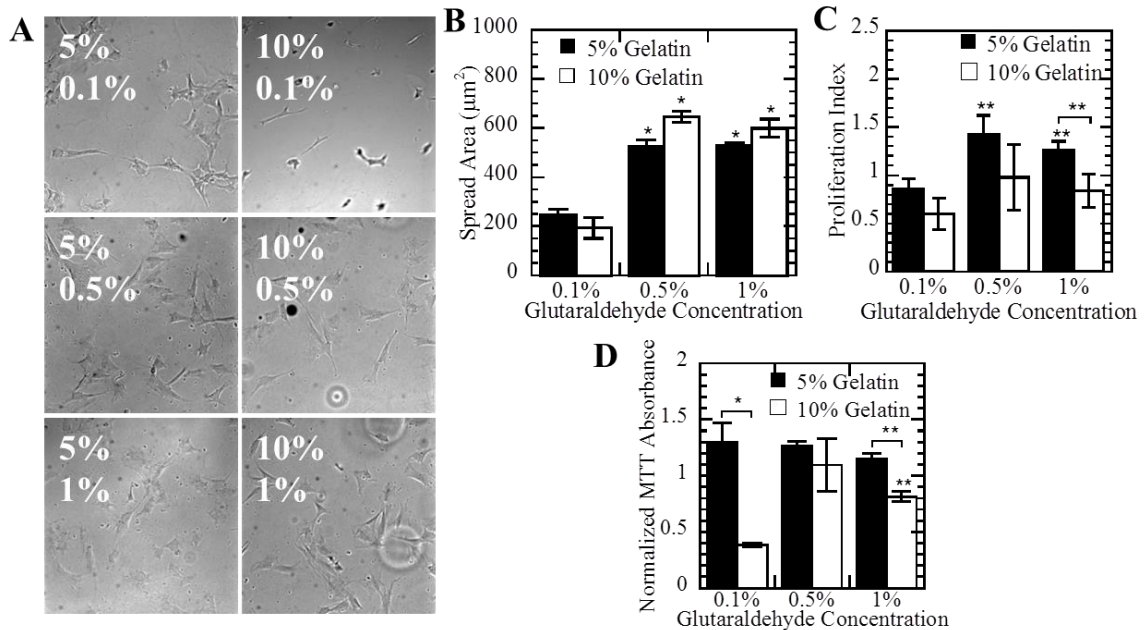 A
5%
0.1%
10%
0.1%
5%
0.5%
10%
0.5%
5%
1%
10%
1%
B
5% Gelatin
10% Gelatin
Spread Area (μm²)
1000
800
600
400
200
0
* * * *
0.1% 0.5% 1%
Glutaraldehyde Concentration
C
5% Gelatin
10% Gelatin
Proliferation Index
2.5
2
1.5
1
0.5
0
** ** **
0.1% 0.5% 1%
Glutaraldehyde Concentration
D
5% Gelatin
10% Gelatin
Normalized MTT Absorbance
2
1.5
1
0.5
0
* ** **
0.1% 0.5% 1%
Glutaraldehyde Concentration